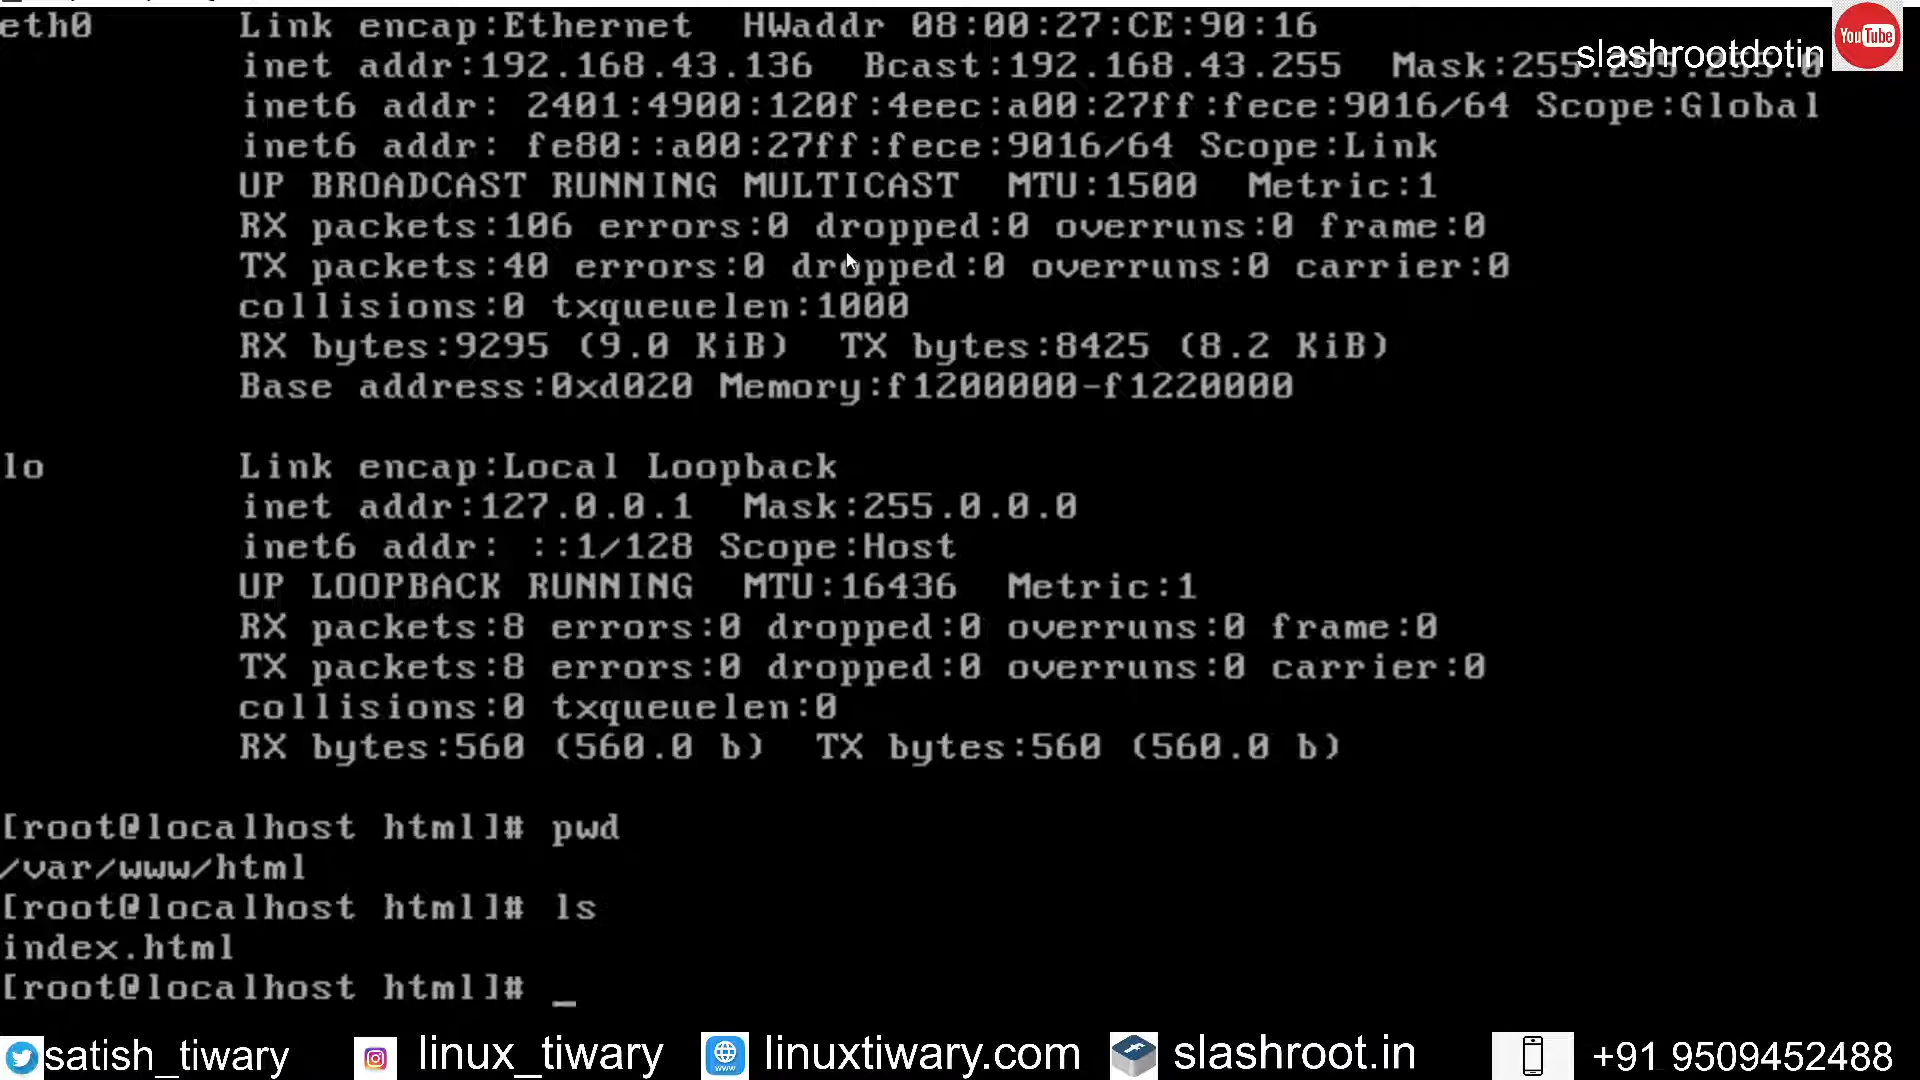 eth0 Link encap:Ethernet HWaddr 08:00:27:CE:90:16
inet addr:192.168.43.136 Bcast:192.168.43.255 Mask:255.255.255.0
slashrootdotin
YouTube
inet6 addr: 2401:4900:120f:4eec:a00:27ff:fece:9016/64 Scope:Global
inet6 addr: fe80::a00:27ff:fece:9016/64 Scope:Link
UP BROADCAST RUNNING MULTICAST MTU:1500 Metric:1
RX packets:106 errors:0 dropped:0 overruns:0 frame:0
TX packets:40 errors:0 dropped:0 overruns:0 carrier:0
collisions:0 txqueuelen:1000
RX bytes:9295 (9.0 KiB) TX bytes:8425 (8.2 KiB)
Base address:0xd020 Memory:f1200000-f1220000
lo Link encap:Local Loopback
inet addr:127.0.0.1 Mask:255.0.0.0
inet6 addr: ::1/128 Scope:Host
UP LOOPBACK RUNNING MTU:16436 Metric:1
RX packets:8 errors:0 dropped:0 overruns:0 frame:0
TX packets:8 errors:0 dropped:0 overruns:0 carrier:0
collisions:0 txqueuelen:0
RX bytes:560 (560.0 b) TX bytes:560 (560.0 b)
[root@localhost html]# pwd
/var/www/html
[root@localhost html]# ls
index.html
[root@localhost html]# _
satish_tiwary linux_tiwary www linuxtiwary.com slashroot.in +91 9509452488